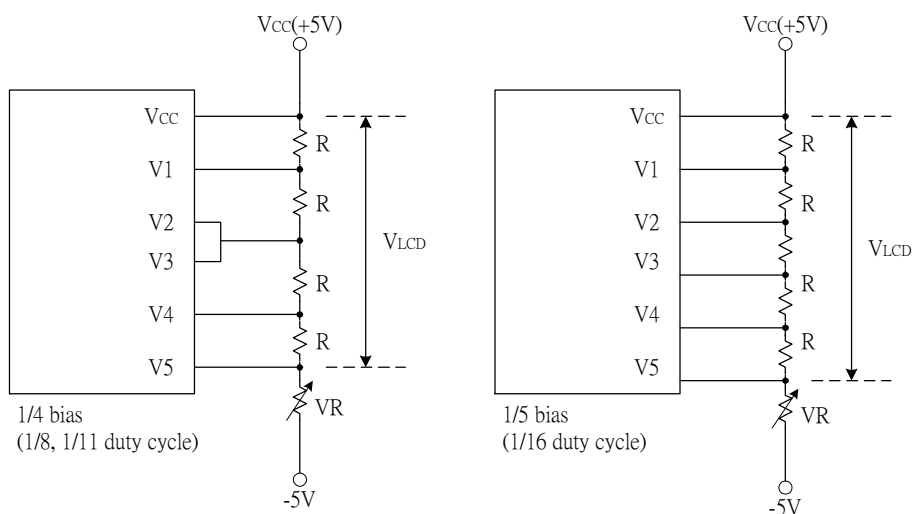 VCC(+5V)
VCC
R
V1
R
V2
VLCD
V3
R
V4
R
V5
VR
1/4 bias
(1/8, 1/11 duty cycle)
-5V
VCC(+5V)
VCC
R
V1
R
V2
VLCD
V3
R
V4
R
V5
VR
1/5 bias
(1/16 duty cycle)
-5V